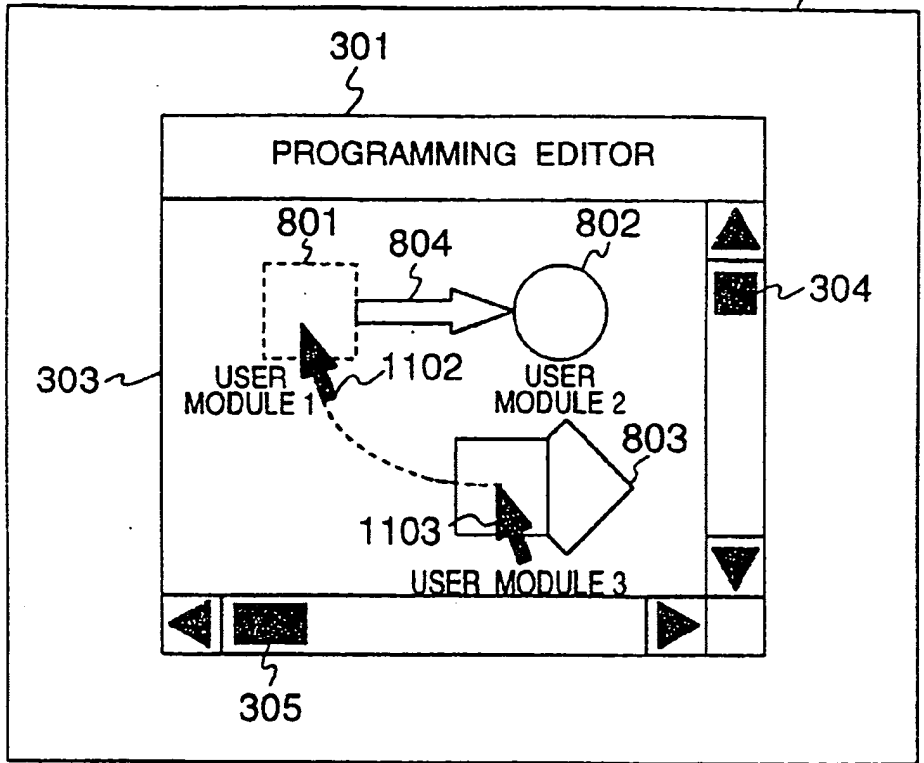 301
PROGRAMMING EDITOR
801
804
802
304
303
1102
USER
MODULE 1
USER
MODULE 2
803
1103
USER MODULE 3
305